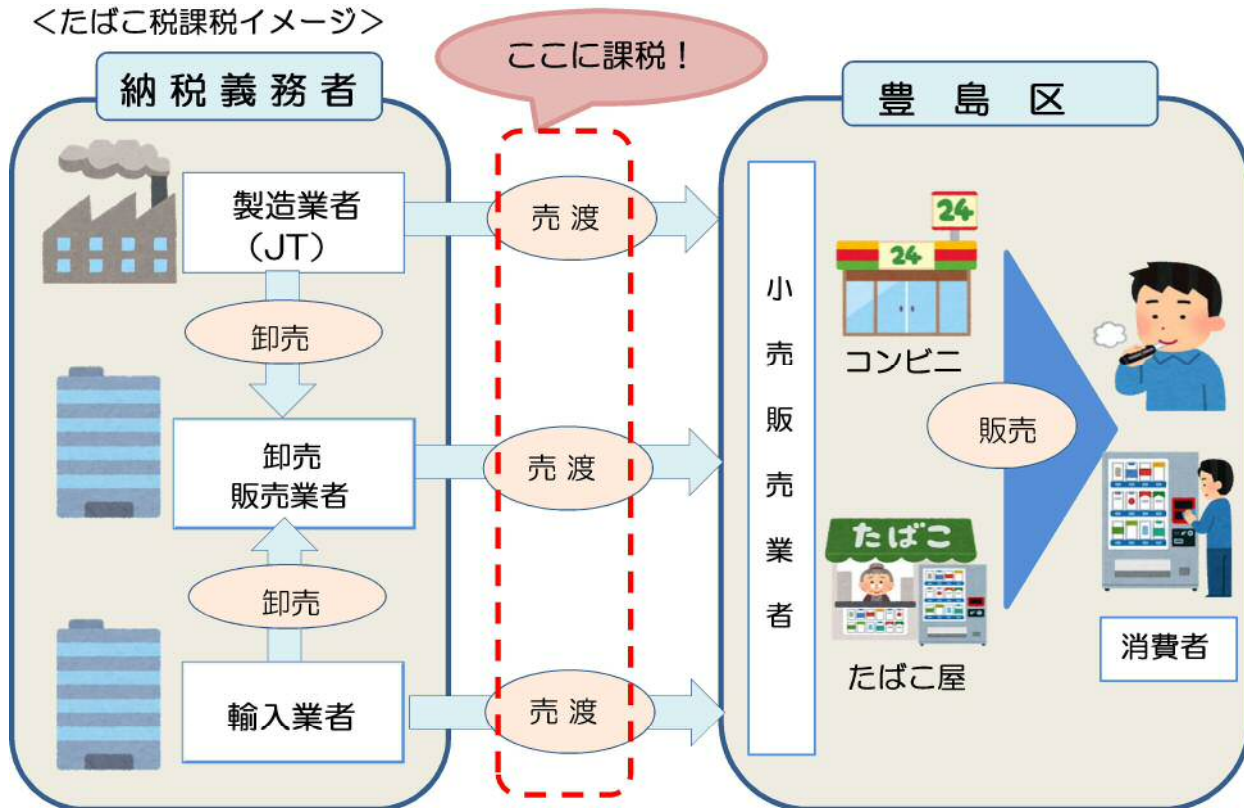 ＜たばこ税課税イメージ＞
ここに課税！
納税義務者
製造業者
（JT）
卸売
卸売
販売業者
卸売
輸入業者
売渡
売渡
売渡
豊島区
小売販売業者
24
24
コンビニ
たばこ
たばこ屋
販売
消費者